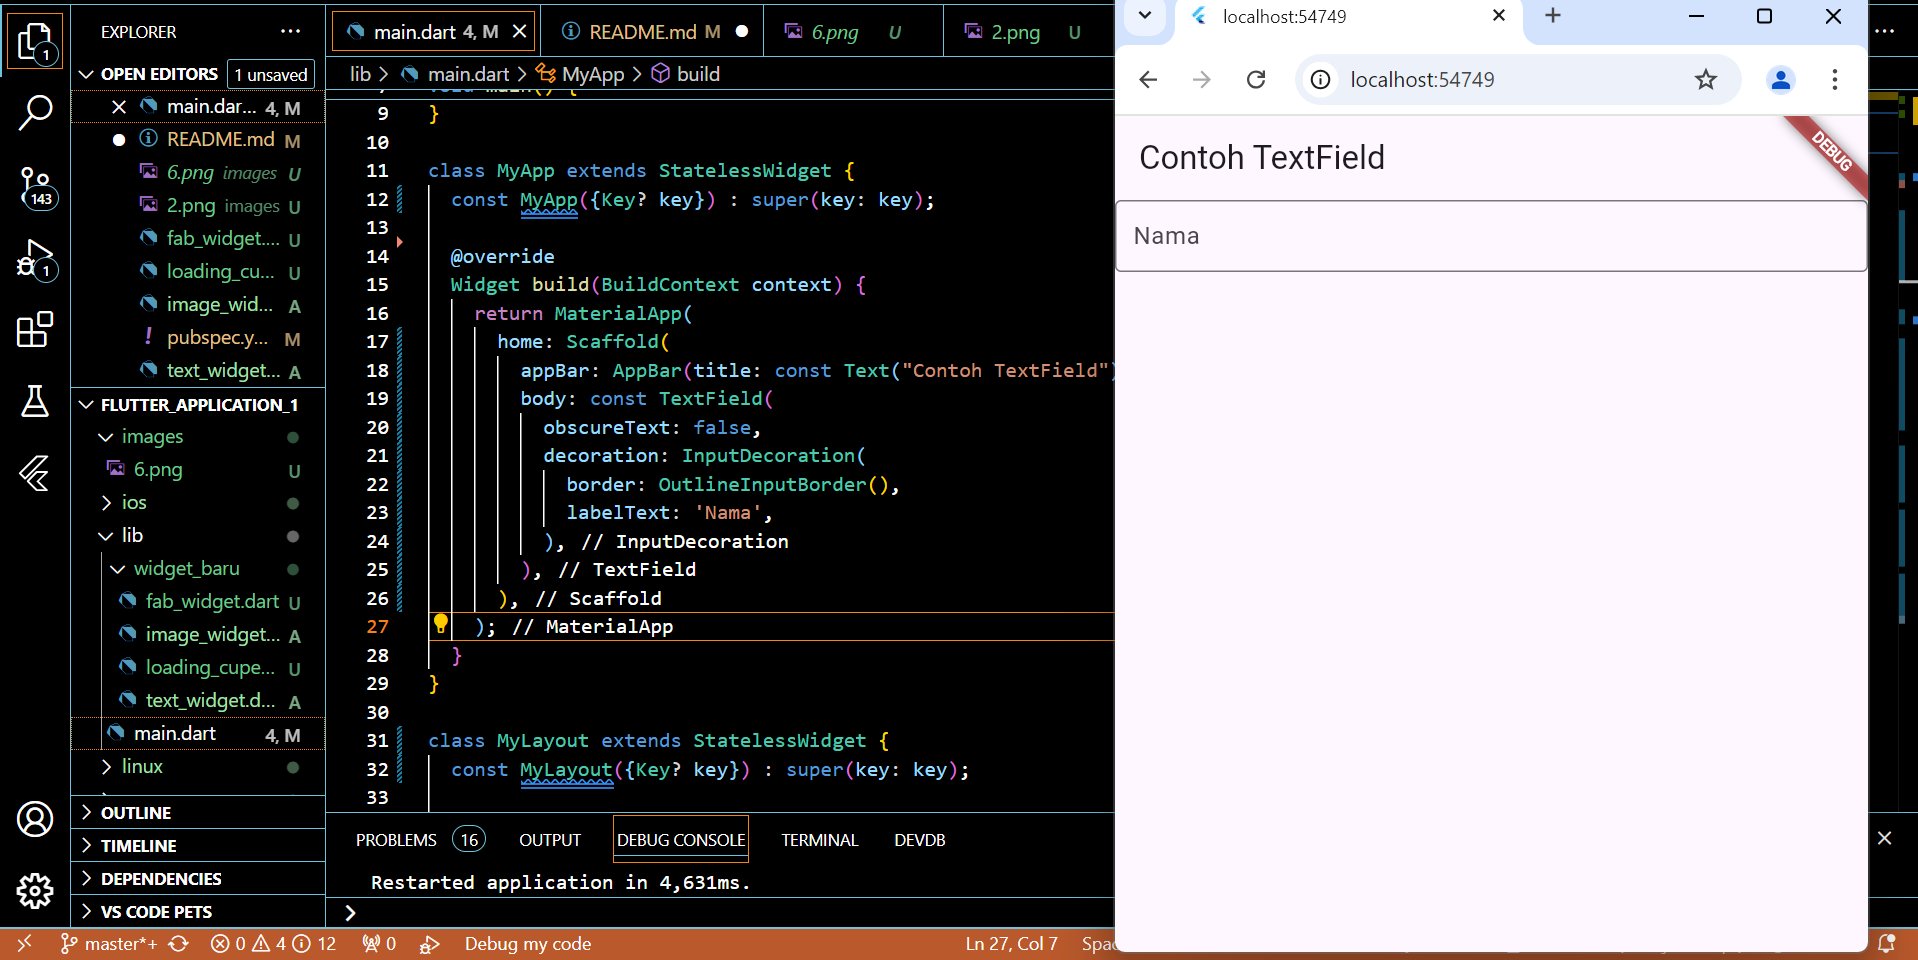 EXPLORER
OPEN EDITORS 1 unsaved
main.dar... 4, M
README.md M
6.png images U
2.png images U
fab_widget.... U
loading_cu... U
image_wid... A
pubspec.y... M
text_widget... A
FLUTTER_APPLICATION_1
images
6.png U
ios
lib
widget_baru
fab_widget.dart U
image_widget... A
loading_cupe... U
text_widget.d... A
main.dart 4, M
linux
OUTLINE
TIMELINE
DEPENDENCIES
VS CODE PETS
1
143
1
main.dart 4, M
README.md M
6.png U
2.png U
lib > main.dart > MyApp > build
9 }
10
11 class MyApp extends StatelessWidget {
12 const MyApp({Key? key}) : super(key: key);
13
14 @override
15 Widget build(BuildContext context) {
16 return MaterialApp(
17 home: Scaffold(
18 appBar: AppBar(title: const Text("Contoh TextField")
19 body: const TextField(
20 obscureText: false,
21 decoration: InputDecoration(
22 border: OutlineInputBorder(),
23 labelText: 'Nama',
24 ), // InputDecoration
25 ), // TextField
26 ), // Scaffold
27 ); // MaterialApp
28 }
29 }
30
31 class MyLayout extends StatelessWidget {
32 const MyLayout({Key? key}) : super(key: key);
33
PROBLEMS 16 OUTPUT DEBUG CONSOLE TERMINAL DEVDB
Restarted application in 4,631ms.
>
master*+ 0 4 12 0 Debug my code Ln 27, Col 7
localhost:54749
localhost:54749
Contoh TextField
DEBUG
Nama